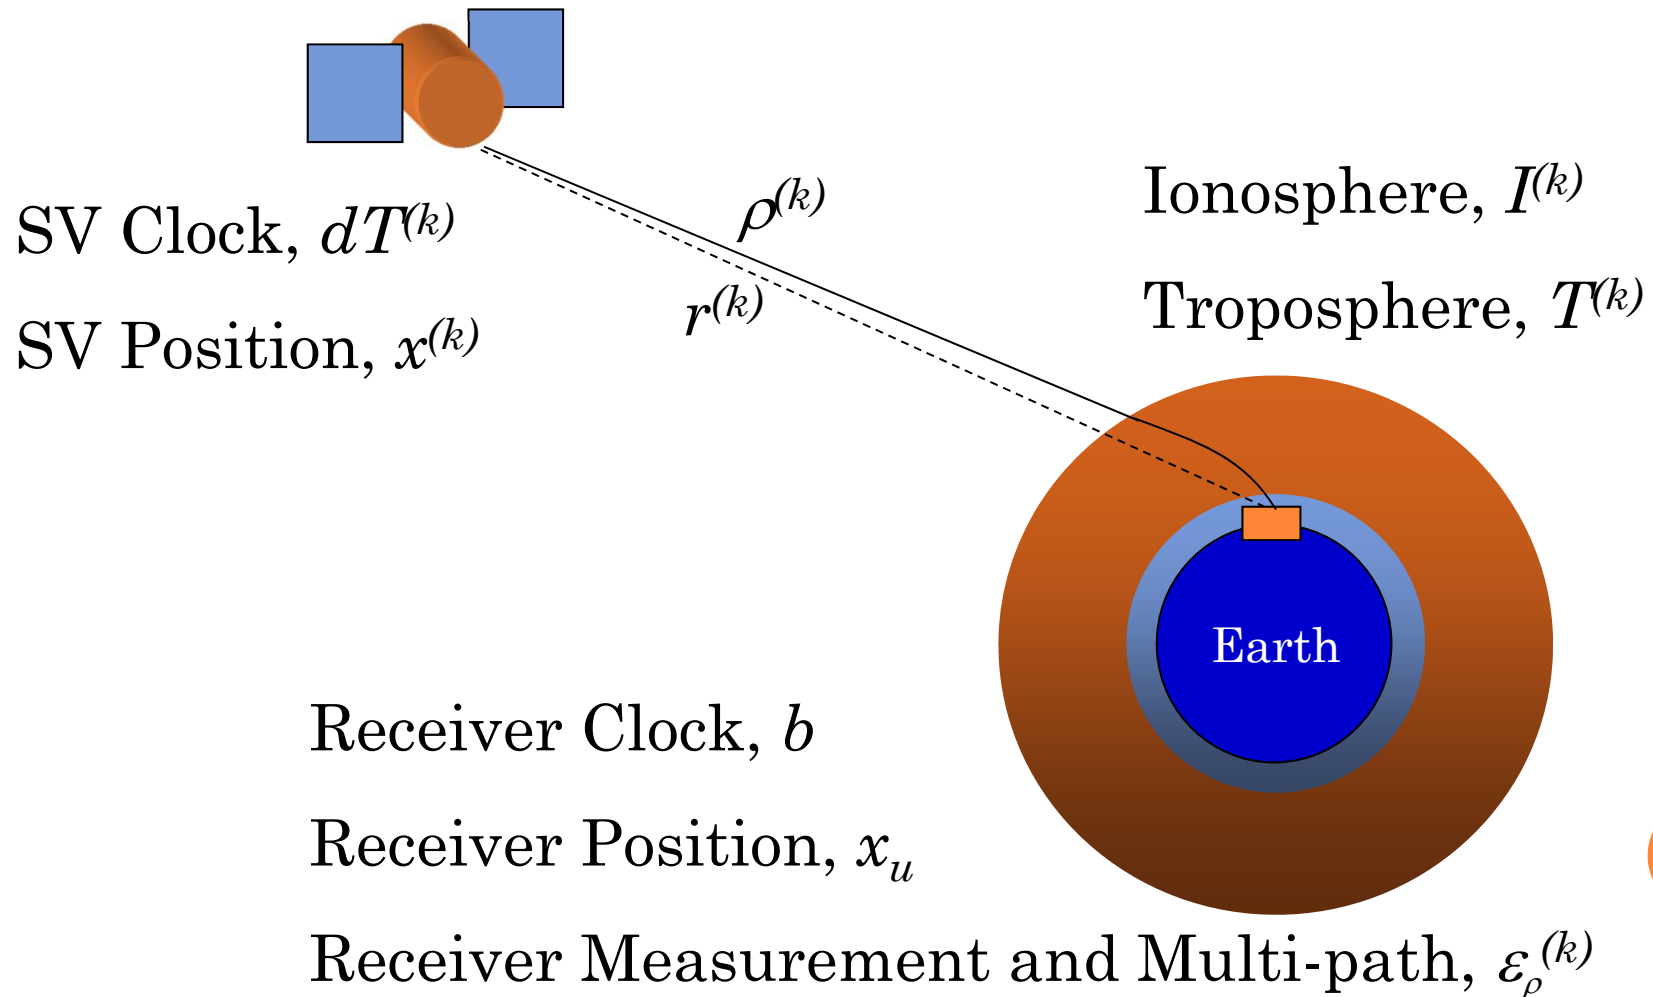 SV Clock, dT(k)
SV Position, x(k)
ρ(k)
r(k)
Ionosphere, I(k)
Troposphere, T(k)
Earth
Receiver Clock, b
Receiver Position, xu
Receiver Measurement and Multi-path, ερ(k)